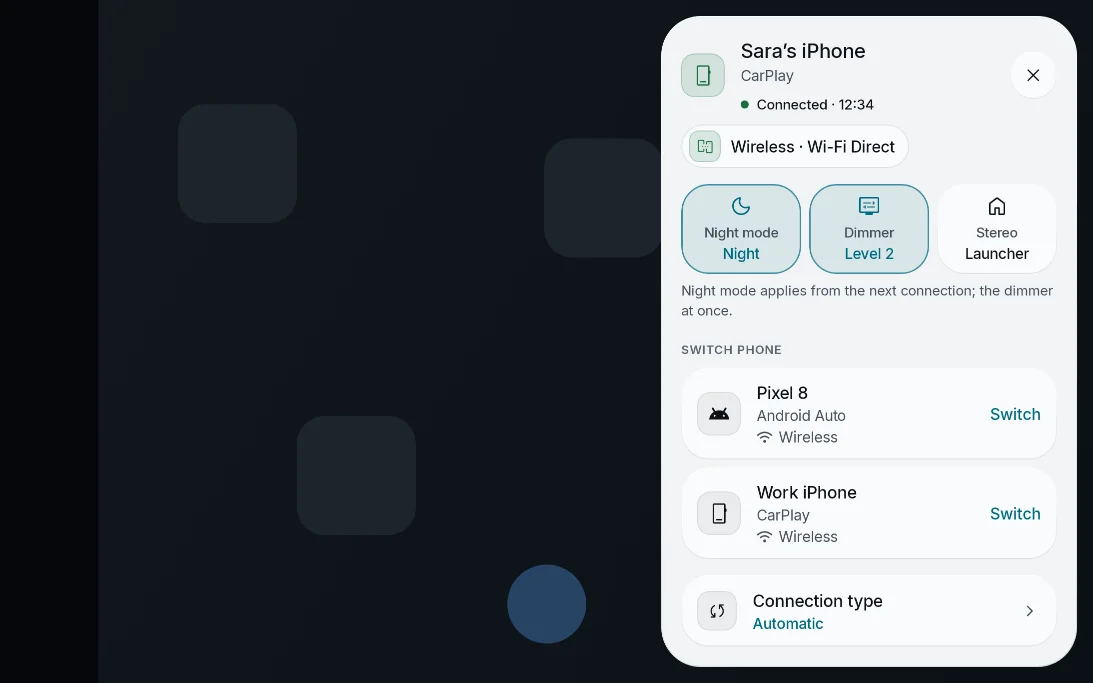 Sara’s iPhone
CarPlay
Connected · 12:34
Wireless · Wi-Fi Direct
Night mode
Night
Dimmer
Level 2
Stereo
Launcher
Night mode applies from the next connection; the dimmer
at once.
SWITCH PHONE
Pixel 8
Android Auto
Wireless
Switch
Work iPhone
CarPlay
Wireless
Switch
Connection type
Automatic